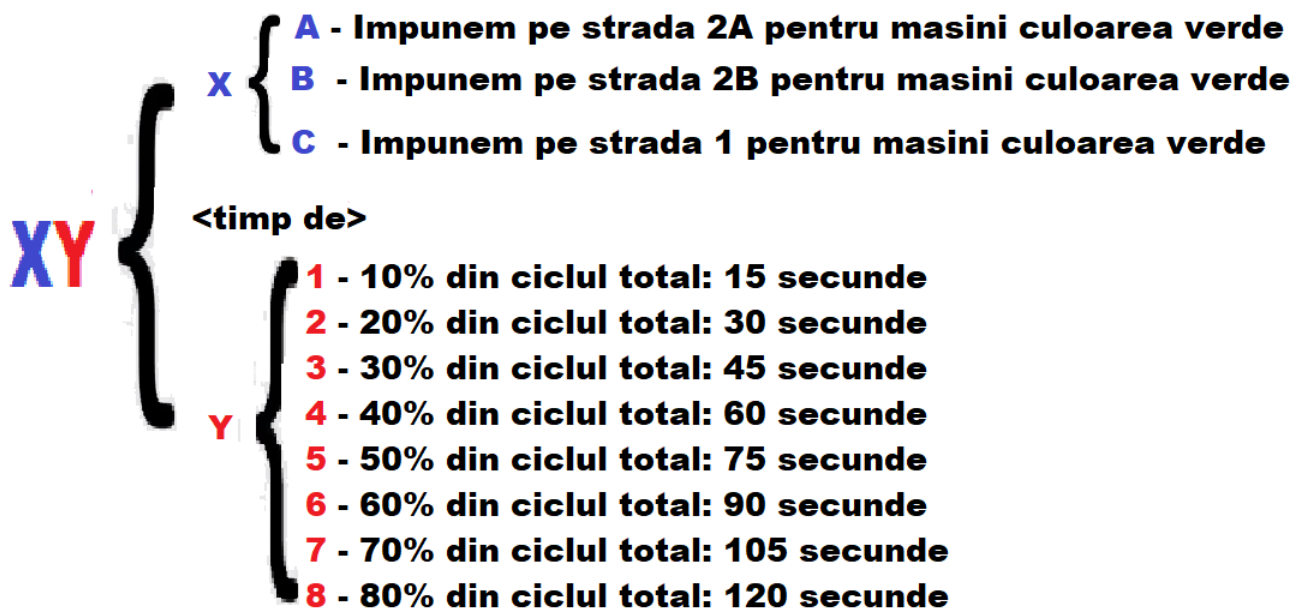 A - Impunem pe strada 2A pentru masini culoarea verde
X
B - Impunem pe strada 2B pentru masini culoarea verde
C - Impunem pe strada 1 pentru masini culoarea verde
XY
<timp de>
1 - 10% din ciclul total: 15 secunde
2 - 20% din ciclul total: 30 secunde
3 - 30% din ciclul total: 45 secunde
4 - 40% din ciclul total: 60 secunde
Y
5 - 50% din ciclul total: 75 secunde
6 - 60% din ciclul total: 90 secunde
7 - 70% din ciclul total: 105 secunde
8 - 80% din ciclul total: 120 secunde